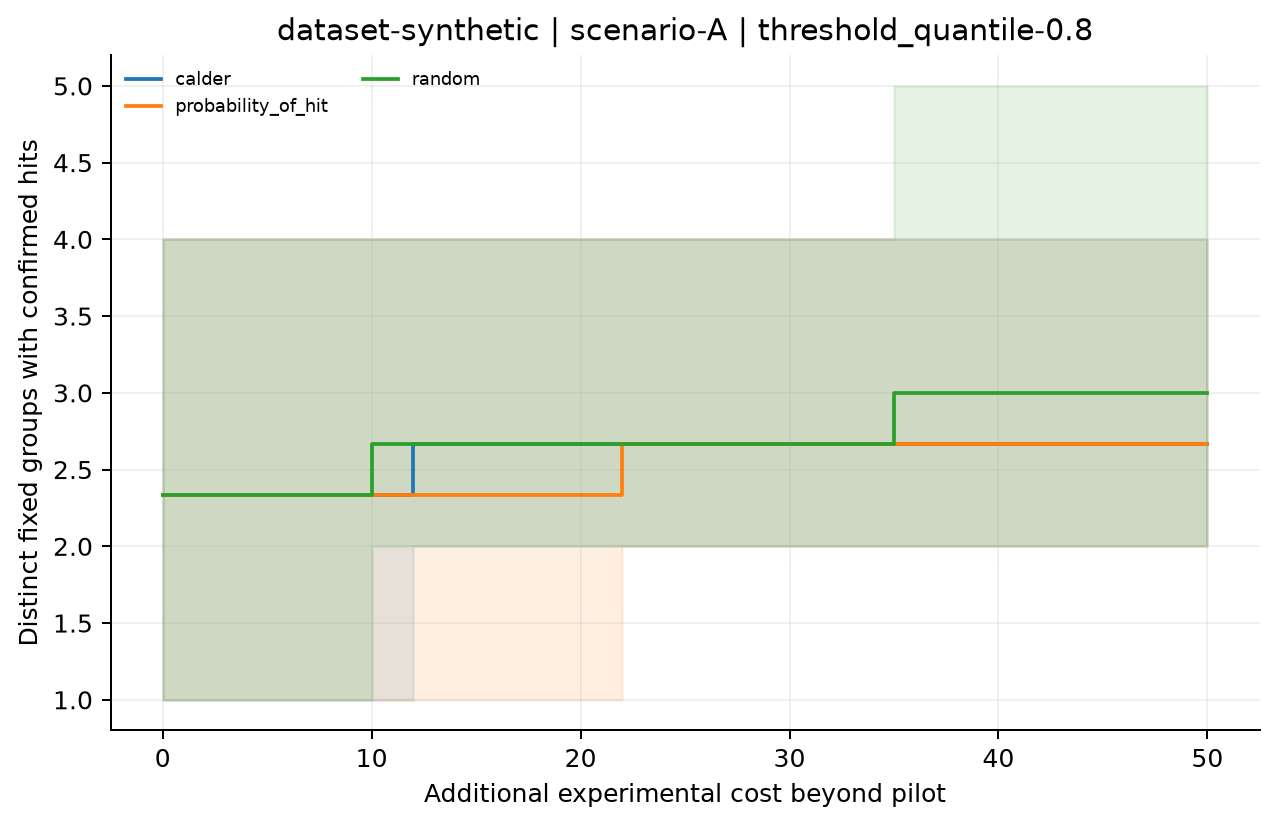 dataset-synthetic | scenario-A | threshold_quantile-0.8
calder
probability_of_hit
random
Distinct fixed groups with confirmed hits
5.0
4.5
4.0
3.5
3.0
2.5
2.0
1.5
1.0
0 10 20 30 40 50
Additional experimental cost beyond pilot